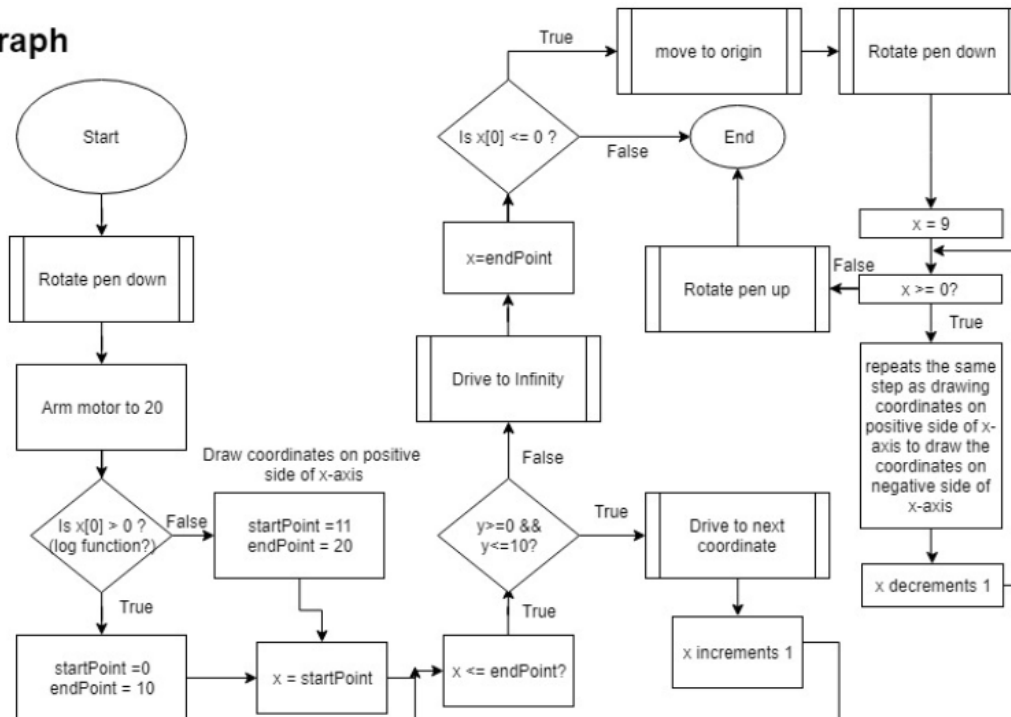 raph
Start
Rotate pen down
Arm motor to 20
Is x[0] > 0 ?
(log function?)
False
True
Draw coordinates on positive
side of x-axis
startPoint =11
endPoint = 20
startPoint =0
endPoint = 10
x = startPoint
x <= endPoint?
True
y>=0 &&
y<=10?
True
Drive to next
coordinate
x increments 1
False
Drive to Infinity
x=endPoint
Is x[0] <= 0 ?
False
End
True
move to origin
Rotate pen down
x = 9
x >= 0?
False
Rotate pen up
True
repeats the same
step as drawing
coordinates on
positive side of x-
axis to draw the
coordinates on
negative side of
x-axis
x decrements 1